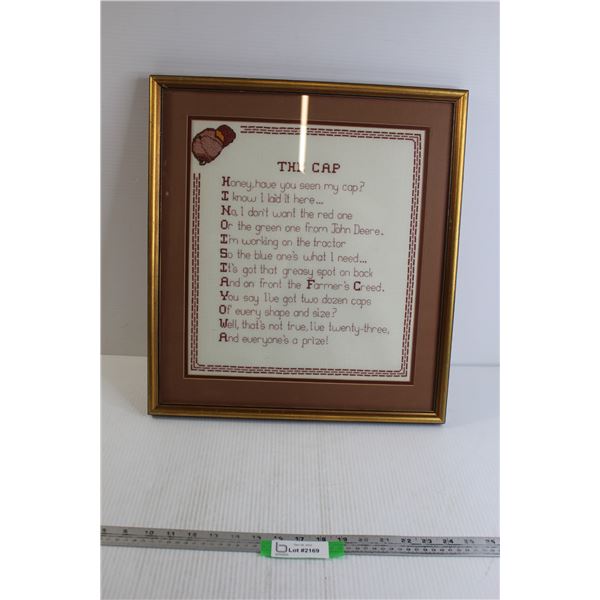 THE CAP
Honey, have you seen my cap?
I know I laid it here...
No, I don't want the red one
Or the green one from John Deere.
I'm working on the tractor
So the blue one's what I need...
It's got that greasy spot on back
And on front the Farmer's Creed.
You say I've got two dozen caps
Of every shape and size?
Well, that's not true, I've twenty-three,
And everyone's a prize!
Lot #2169